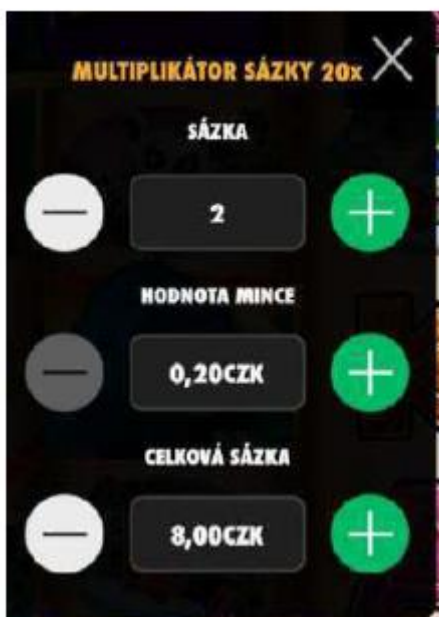 MULTIPLIKÁTOR SÁZKY 20x
SÁZKA
2
HODNOTA MINCE
0,20CZK
CELKOVÁ SÁZKA
8,00CZK